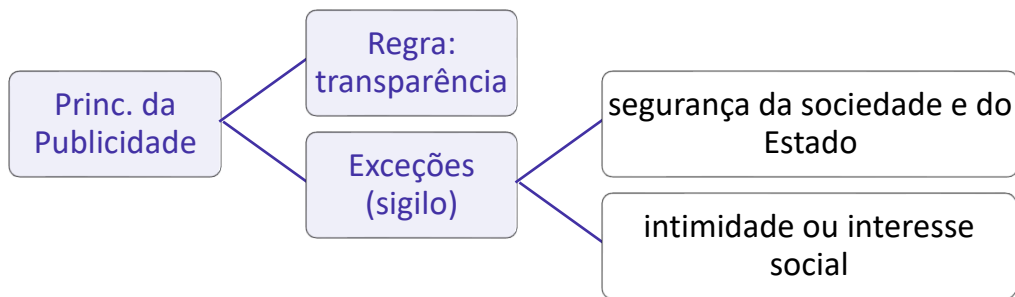 Princ. da
Publicidade
Regra:
transparência
Exceções
(sigilo)
segurança da sociedade e do
Estado
intimidade ou interesse
social